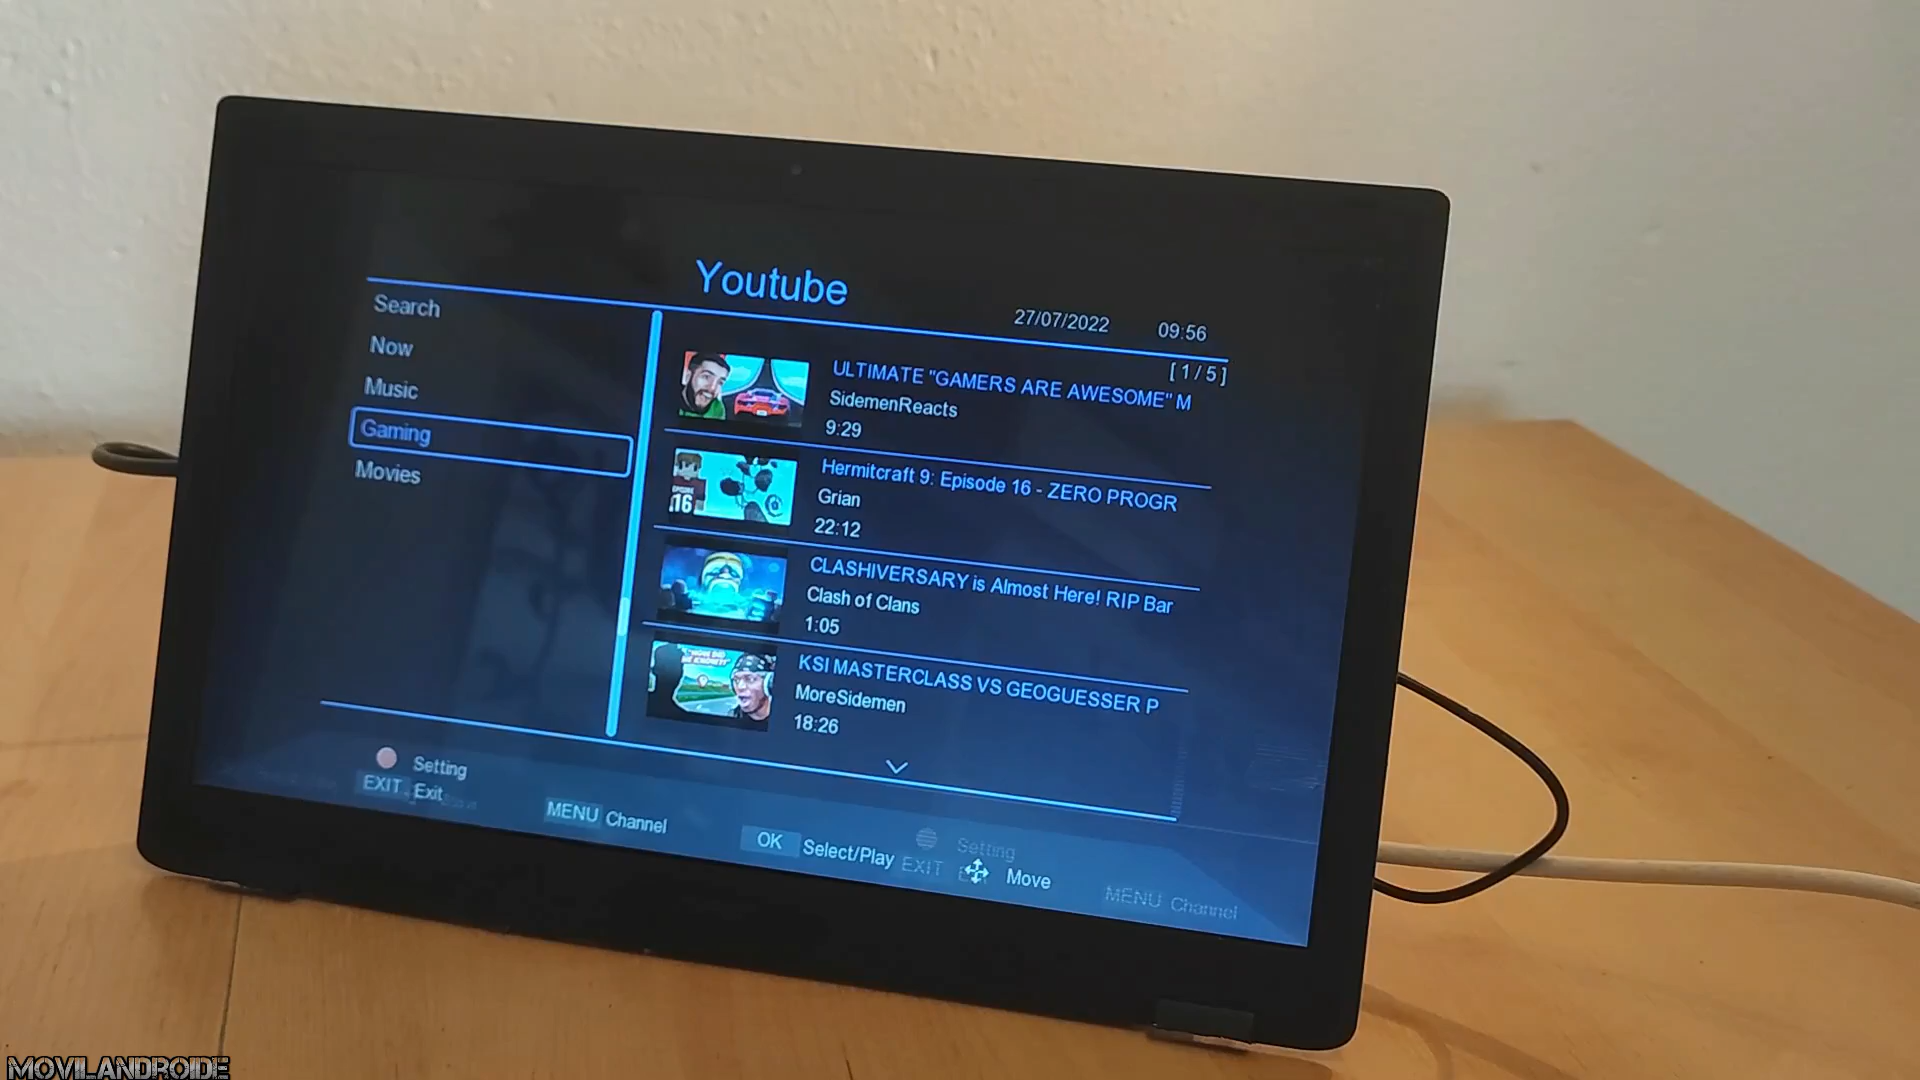 Youtube
27/07/2022 09:56
Search
Now
Music
Gaming
Movies
[1/5]
ULTIMATE "GAMERS ARE AWESOME" M
SidemenReacts
9:29
EPISODE
16
Hermitcraft 9: Episode 16 - ZERO PROGR
Grian
22:12
CLASHIVERSARY is Almost Here! RIP Bar
Clash of Clans
1:05
KSI MASTERCLASS VS GEOGUESSER P
MoreSidemen
18:26
Setting
EXIT Exit
MENU Channel
OK Select/Play
Move
Setting
EXIT
MENU Channel
MOVILANDROIDE